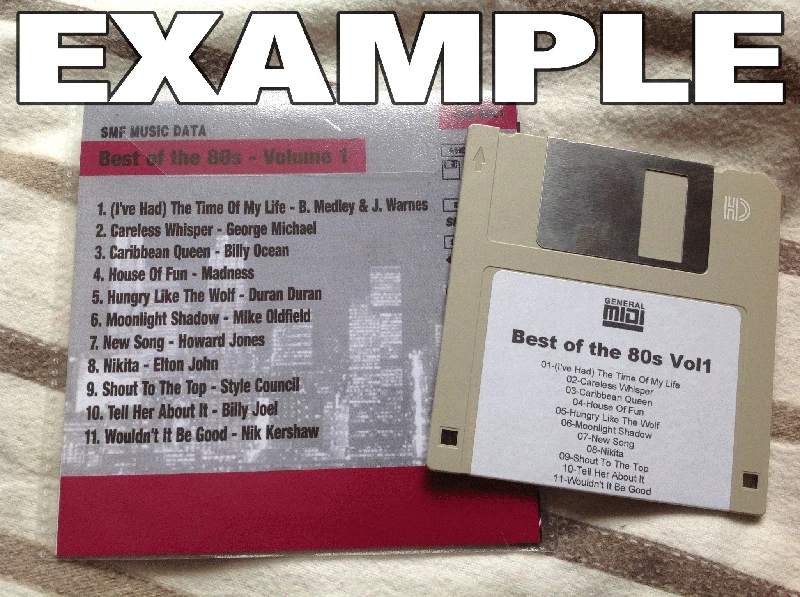 EXAMPLE
SMF MUSIC DATA
Best of the 80s - Volume 1
1. (I've Had) The Time Of My Life - B. Medley & J. Warnes
2. Careless Whisper - George Michael
3. Caribbean Queen - Billy Ocean
4. House Of Fun - Madness
5. Hungry Like The Wolf - Duran Duran
6. Moonlight Shadow - Mike Oldfield
7. New Song - Howard Jones
8. Nikita - Elton John
9. Shout To The Top - Style Council
10. Tell Her About It - Billy Joel
11. Wouldn't It Be Good - Nik Kershaw
HD
GENERAL
MIDI
Best of the 80s Vol1
01-(I've Had) The Time Of My Life
02-Careless Whisper
03-Caribbean Queen
04-House Of Fun
05-Hungry Like The Wolf
06-Moonlight Shadow
07-New Song
08-Nikita
09-Shout To The Top
10-Tell Her About It
11-Wouldn't It Be Good